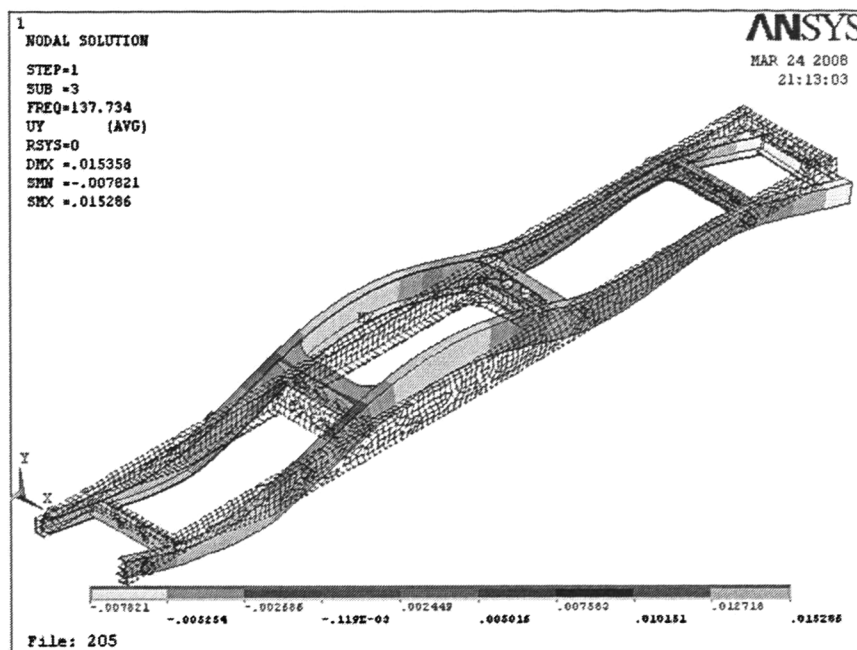 1
NODAL SOLUTION
ANSYS
MAR 24 2008
21:13:03
STEP=1
SUB =3
FREQ=137.734
UY (AVG)
RSYS=0
DMX =.015358
SMN =-.007821
SMX =.015286
Y
X
-.007821 -.002686 .002449 .007583 .012718
-.005254 -.119E-03 .005016 .010151 .015286
File: 205